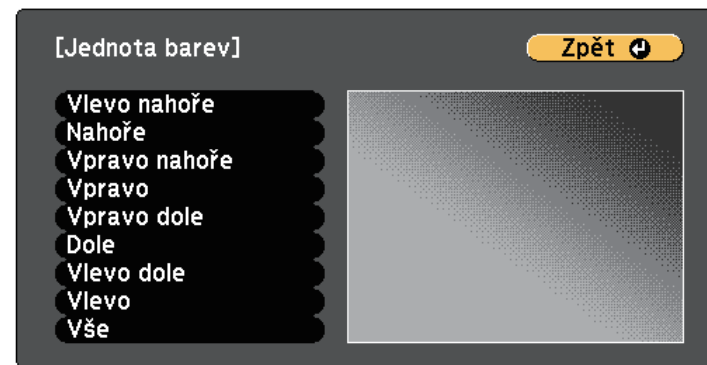 [Jednota barev]
Zpět
Vlevo nahoře
Nahoře
Vpravo nahoře
Vpravo
Vpravo dole
Dole
Vlevo dole
Vlevo
Vše